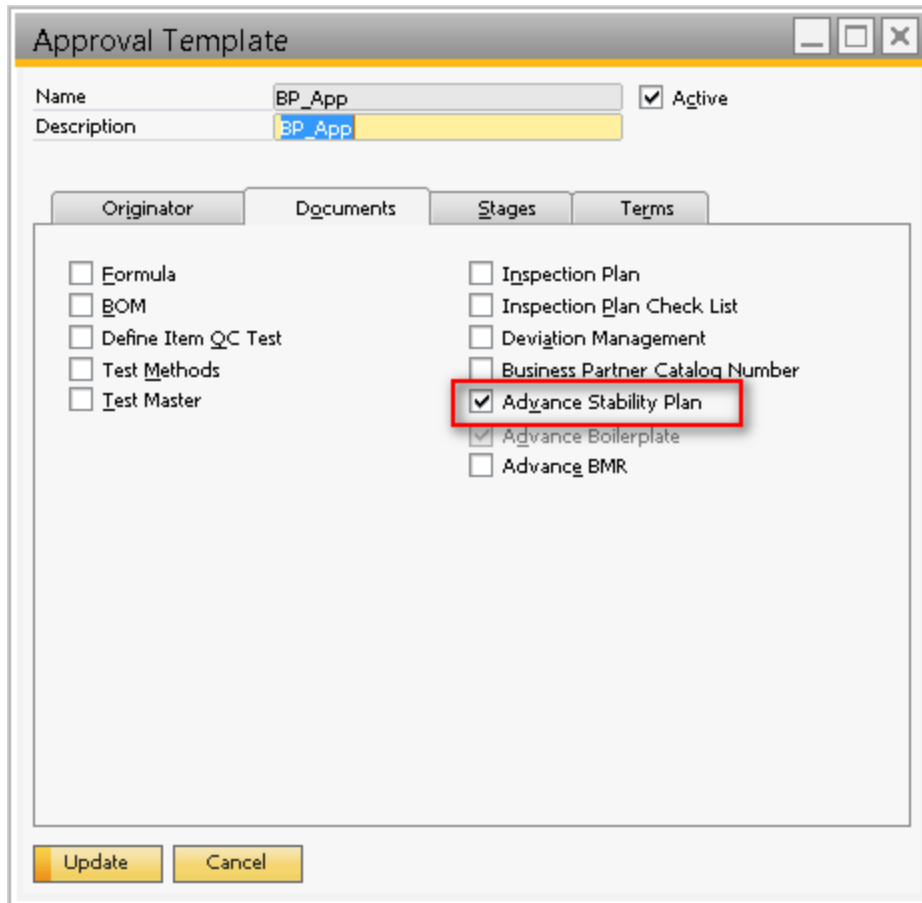 Approval Template
Name BP_App Active
Description BP_App
Originator Documents Stages Terms
Formula Inspection Plan
BOM Inspection Plan Check List
Define Item QC Test Deviation Management
Test Methods Business Partner Catalog Number
Test Master Advance Stability Plan
Advance Boilerplate
Advance BMR
Update Cancel